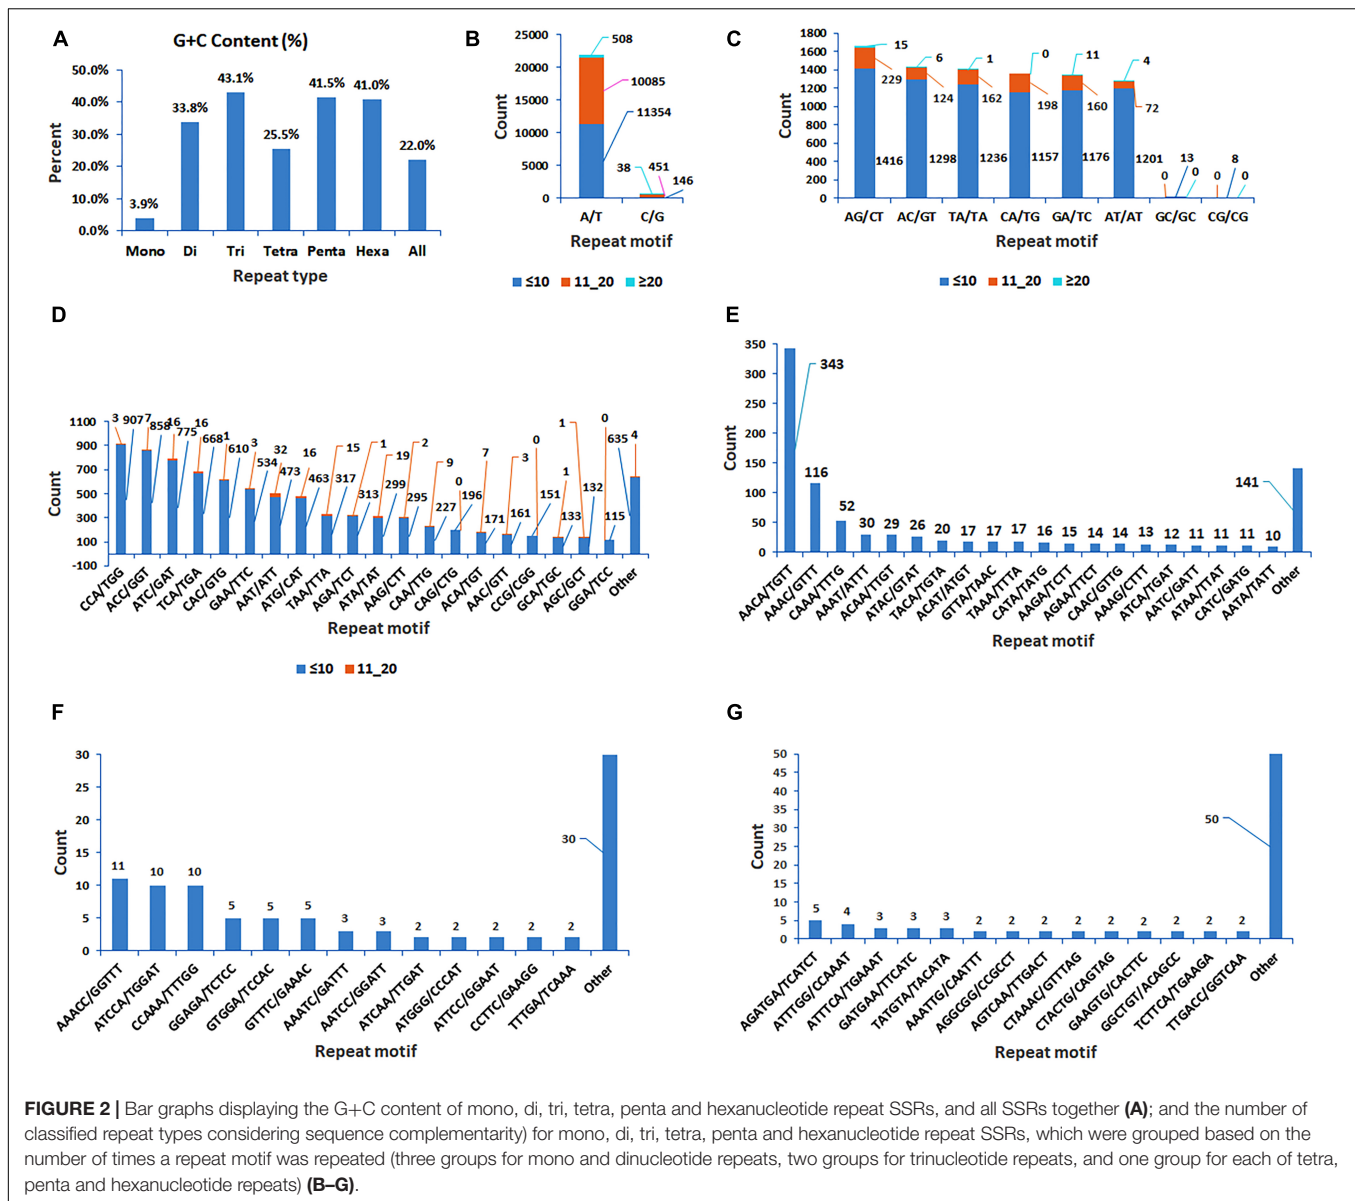 A
G+C Content (%)
50.0%
40.0%
30.0%
20.0%
10.0%
0.0%
Percent
3.9%
33.8%
43.1%
25.5%
41.5%
41.0%
22.0%
Mono Di Tri Tetra Penta Hexa All
Repeat type
B
25000
20000
15000
10000
5000
0
Count
508
10085
11354
38 451 146
A/T C/G
Repeat motif
≤10 11_20 ≥20
C
1800
1600
1400
1200
1000
800
600
400
200
0
Count
15 6 1 0 11 4
229 124 162 198 160 72
1416 1298 1236 1157 1176 1201
0 13 0 0 8 0
AG/CT AC/GT TA/TA CA/TG GA/TC AT/AT GC/GC CG/CG
Repeat motif
≤10 11_20 ≥20
D
1100
900
700
500
300
100
-100
Count
3 7 16 16 1 3 32 16 15 1 19 2 9 0 7 3 0 1 1 0 4
907 858 775 668 610 534 473 463 317 313 299 295 227 196 171 161 151 133 132 115 635
CCA/TGG ACC/GGT ATC/GAT TCA/TGA CAC/GTG GAA/TTC AAT/ATT ATG/CAT TAA/TTA AGA/TCT ATA/TAT AAG/CTT CAA/TTG CAG/CTG ACA/TGT AAC/GTT CCG/CGG GCA/TGC AGC/GCT GGA/TCC Other
Repeat motif
≤10 11_20
E
350
300
250
200
150
100
50
0
Count
343
116
52 30 29 26 20 17 17 17 16 15 14 14 13 12 11 11 11 10
141
AACA/TGTT AAAC/GTTT CAAA/TTTG AAAT/ATTT ACAA/TTGT ATAC/GTAT TACA/TGTA ACAT/ATGT GTTA/TAAC TAAA/TTTA CATA/TATG AAGA/TCTT AGAA/TTCT CAAC/GTTG AAAG/CTTT ATCA/TGAT AATC/GATT ATAA/TTAT CATC/GATG AATA/TATT Other
Repeat motif
F
30
25
20
15
10
5
0
Count
11 10 10 5 5 5 3 3 2 2 2 2 2
30
AAACC/GGTTT ATCCA/TGGAT CCAAA/TTTGG GGAGA/TCTCC GTGGA/TCCAC GTTTC/GAAAC AAATC/GATTT AATCC/GGATT ATCAA/TTGAT ATGGG/CCCAT ATTCC/GGAAT CCTTC/GAAGG TTTGA/TCAAA Other
Repeat motif
G
50
45
40
35
30
25
20
15
10
5
0
Count
5 4 3 3 3 2 2 2 2 2 2 2 2 2
50
AGATGA/TCATCT ATTTGG/CCAAAT ATTTCA/TGAAAT GATGAA/TTCATC TATGTA/TACATA AAATTG/CAATTT AGGCGG/CCGCCT AGTCAA/TTGACT CTAAAC/GTTTAG CTACTG/CAGTAG GAAGTG/CACTTC GGCTGT/ACAGCC TCTTCA/TGAAGA TTGACC/GGTCAA Other
Repeat motif
FIGURE 2 | Bar graphs displaying the G+C content of mono, di, tri, tetra, penta and hexanucleotide repeat SSRs, and all SSRs together (A); and the number of
classified repeat types considering sequence complementarity) for mono, di, tri, tetra, penta and hexanucleotide repeat SSRs, which were grouped based on the
number of times a repeat motif was repeated (three groups for mono and dinucleotide repeats, two groups for trinucleotide repeats, and one group for each of tetra,
penta and hexanucleotide repeats) (B–G).